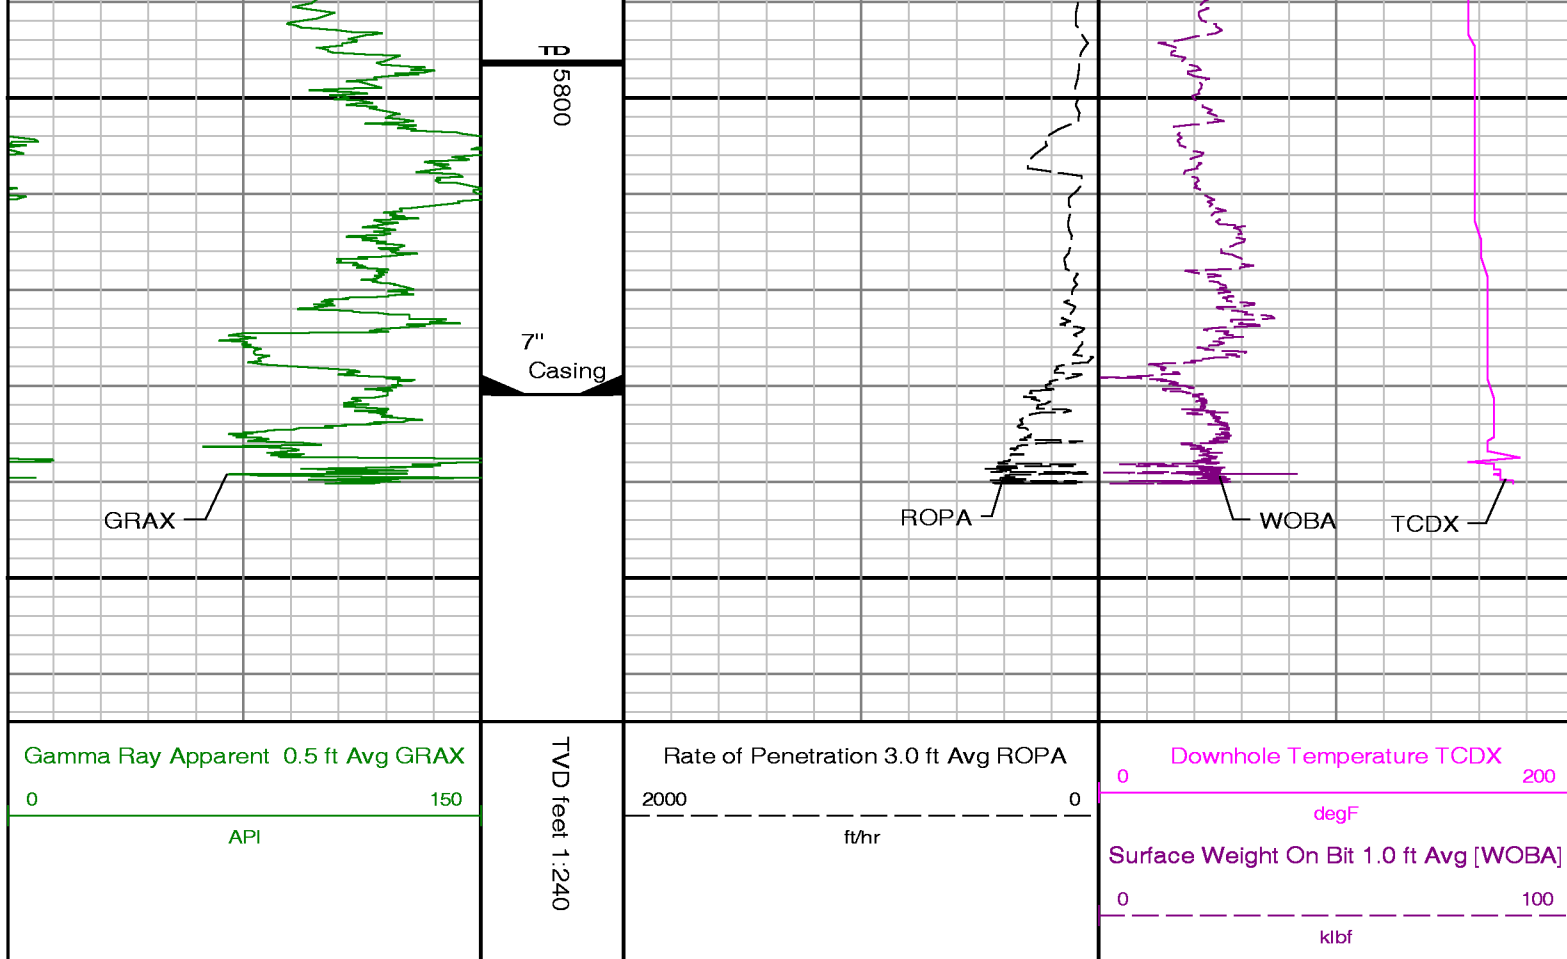 TD
5800
7"
Casing
GRAX
ROPA
WOBA
TCDX
Gamma Ray Apparent 0.5 ft Avg GRAX
0 150
API
TVD feet 1:240
Rate of Penetration 3.0 ft Avg ROPA
2000 0
ft/hr
Downhole Temperature TCDX
0 200
degF
Surface Weight On Bit 1.0 ft Avg [WOBA]
0 100
klbf